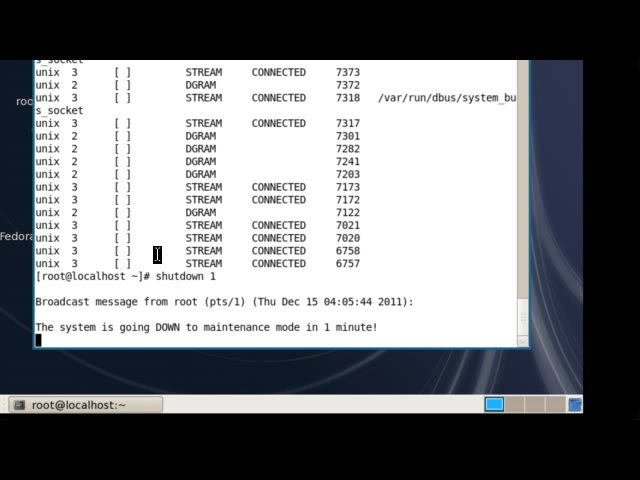 s_socket
unix 3 [ ] STREAM CONNECTED 7373
unix 2 [ ] DGRAM 7372
unix 3 [ ] STREAM CONNECTED 7318 /var/run/dbus/system_bu
s_socket
unix 3 [ ] STREAM CONNECTED 7317
unix 2 [ ] DGRAM 7301
unix 2 [ ] DGRAM 7282
unix 2 [ ] DGRAM 7241
unix 2 [ ] DGRAM 7203
unix 3 [ ] STREAM CONNECTED 7173
unix 3 [ ] STREAM CONNECTED 7172
unix 2 [ ] DGRAM 7122
unix 3 [ ] STREAM CONNECTED 7021
unix 3 [ ] STREAM CONNECTED 7020
unix 3 [ ] STREAM CONNECTED 6758
unix 3 [ ] STREAM CONNECTED 6757
[root@localhost ~]# shutdown 1
Broadcast message from root (pts/1) (Thu Dec 15 04:05:44 2011):
The system is going DOWN to maintenance mode in 1 minute!
roo
Fedora
root@localhost:~